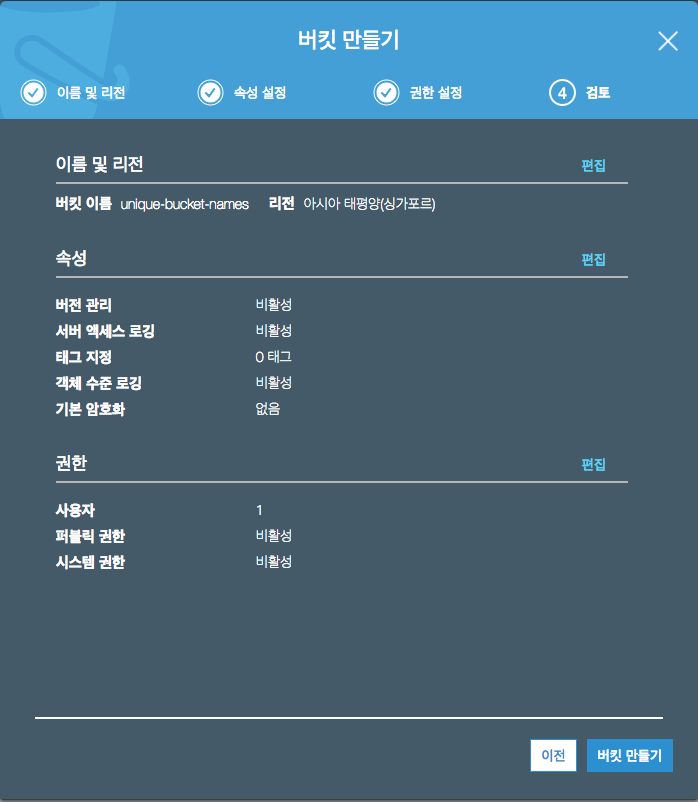 버킷 만들기
이름 및 리전 속성 설정 권한 설정 4 검토
이름 및 리전 편집
버킷 이름 unique-bucket-names 리전 아시아 태평양(싱가포르)
속성 편집
버전 관리 비활성
서버 액세스 로깅 비활성
태그 지정 0 태그
객체 수준 로깅 비활성
기본 암호화 없음
권한 편집
사용자 1
퍼블릭 권한 비활성
시스템 권한 비활성
이전 버킷 만들기